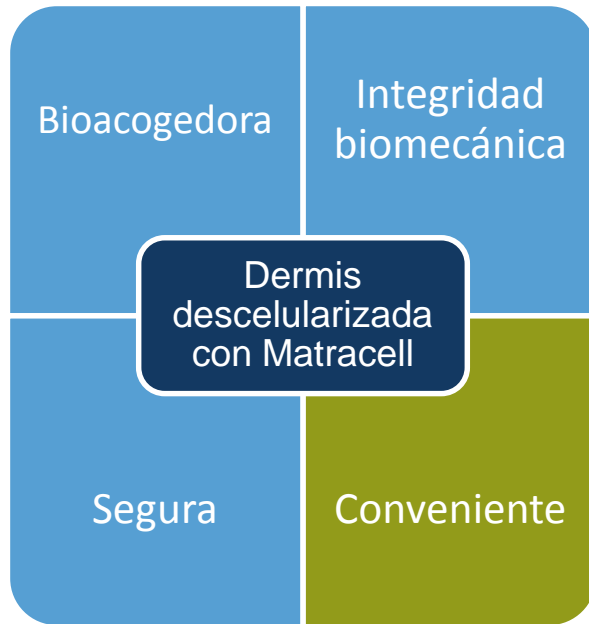 Bioacogedora
Integridad
biomecánica
Dermis
descelularizada
con Matracell
Segura
Conveniente